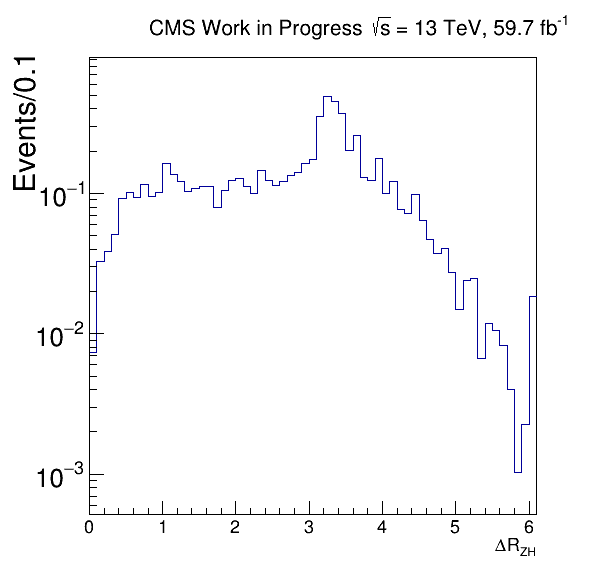 CMS Work in Progress √s = 13 TeV, 59.7 fb⁻¹
Events/0.1
10⁻¹
10⁻²
10⁻³
0 1 2 3 4 5 6
ΔR_ZH